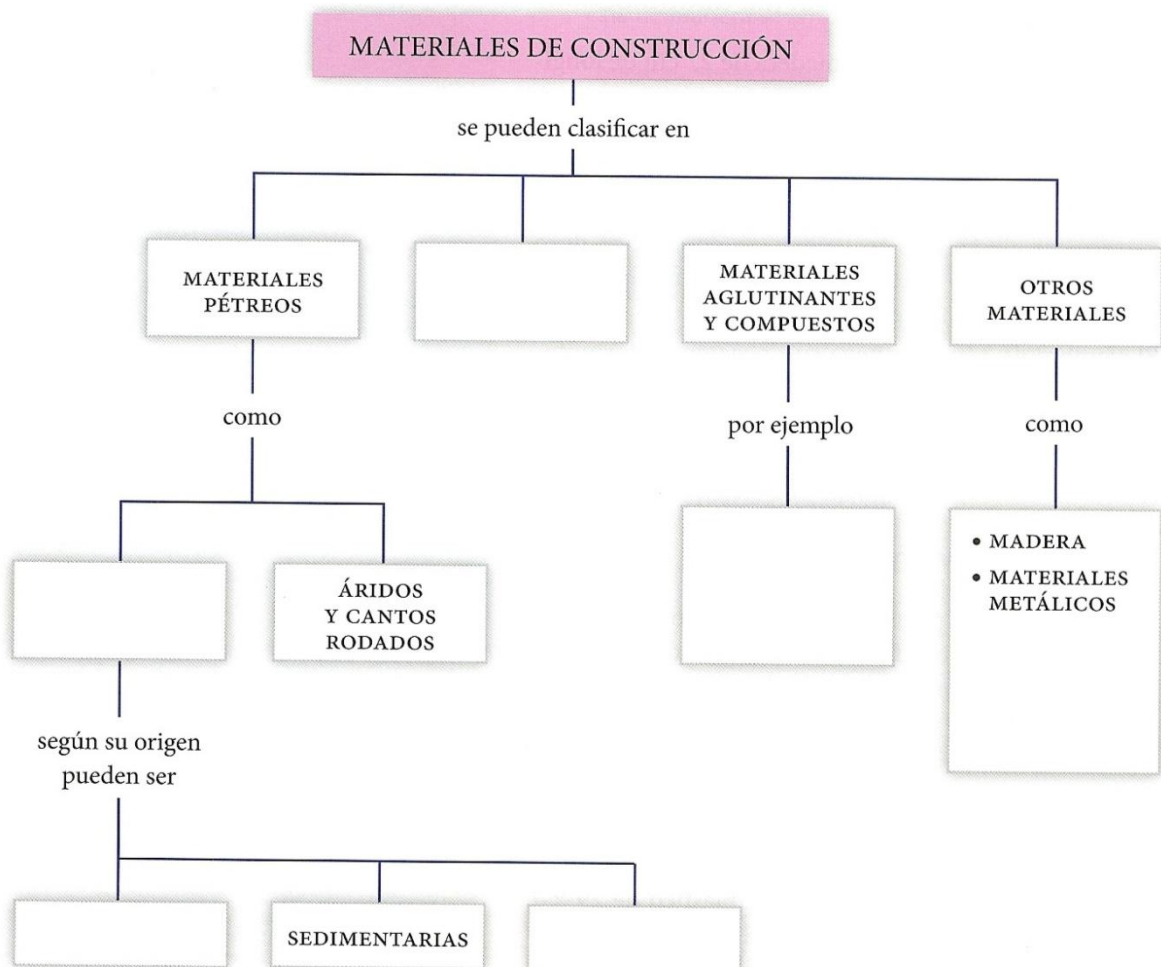 MATERIALES DE CONSTRUCCIÓN
se pueden clasificar en
MATERIALES
PÉTREOS
MATERIALES
AGLUTINANTES
Y COMPUESTOS
OTROS
MATERIALES
como
por ejemplo
como
ÁRIDOS
Y CANTOS
RODADOS
• MADERA
• MATERIALES
METÁLICOS
según su origen
pueden ser
SEDIMENTARIAS